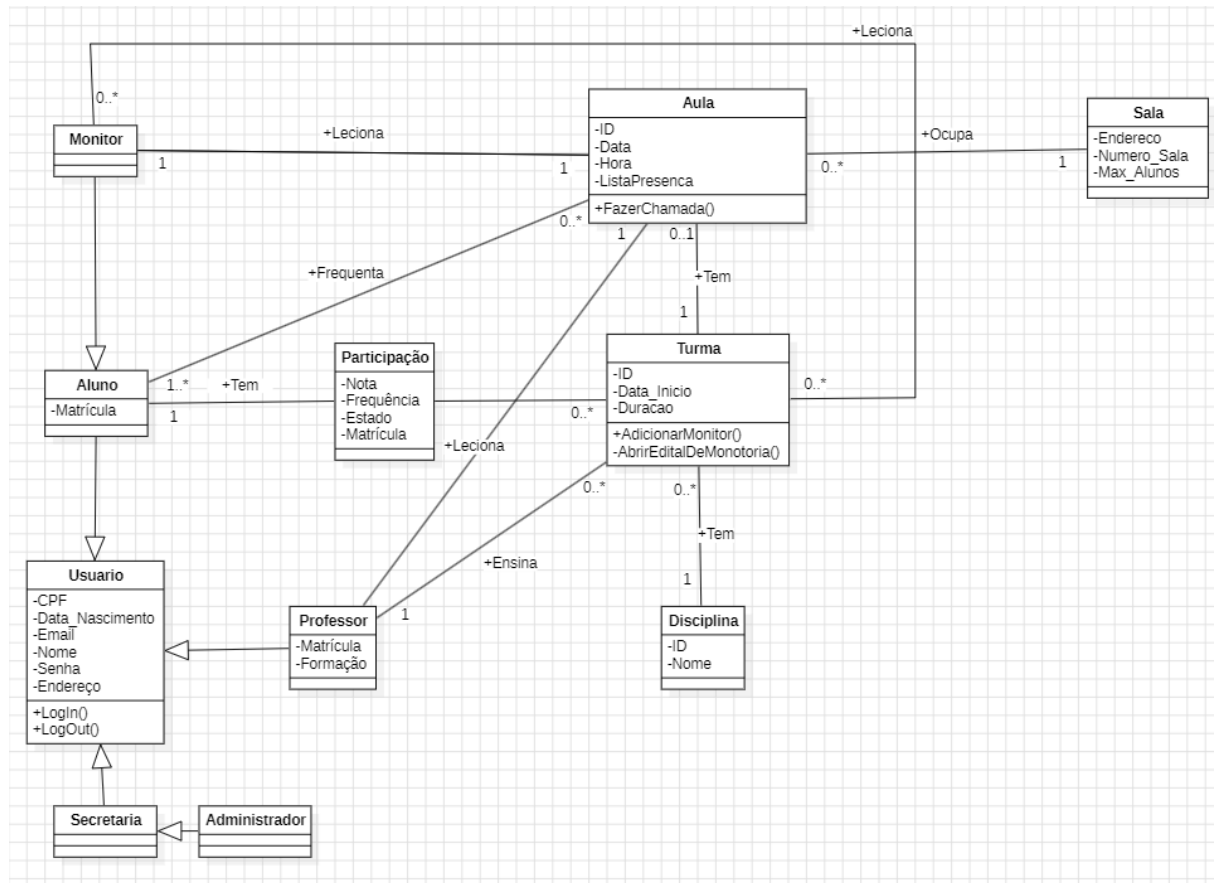 +Leciona
0..*
Monitor
+Leciona
1
1
Aula
-ID
-Data
-Hora
-ListaPresenca
+FazerChamada()
+Ocupa
0..*
1
Sala
-Endereco
-Numero_Sala
-Max_Alunos
0..*
1
0..1
+Frequenta
+Tem
1
Aluno
-Matrícula
1..*
+Tem
1
Participação
-Nota
-Frequência
-Estado
-Matrícula
0..*
Turma
-ID
-Data_Inicio
-Duracao
+AdicionarMonitor()
-AbrirEditalDeMonotoria()
0..*
+Leciona
0..*
0..*
+Tem
+Ensina
1
1
Usuario
-CPF
-Data_Nascimento
-Email
-Nome
-Senha
-Endereço
+LogIn()
+LogOut()
Professor
-Matrícula
-Formação
Disciplina
-ID
-Nome
Secretaria
Administrador